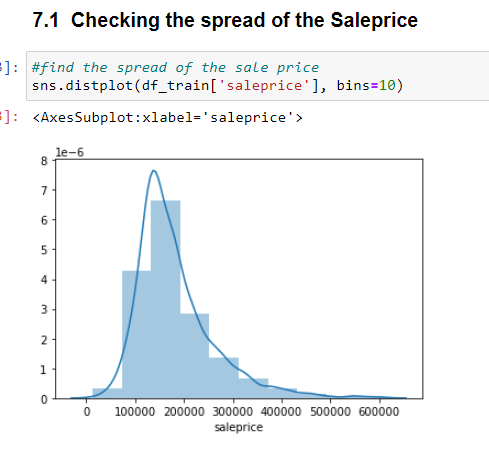 7.1 Checking the spread of the Saleprice
]: #find the spread of the sale price
sns.distplot(df_train['saleprice'], bins=10)
]: <AxesSubplot:xlabel='saleprice'>
1e−6
8
7
6
5
4
3
2
1
0
0 100000 200000 300000 400000 500000 600000
saleprice